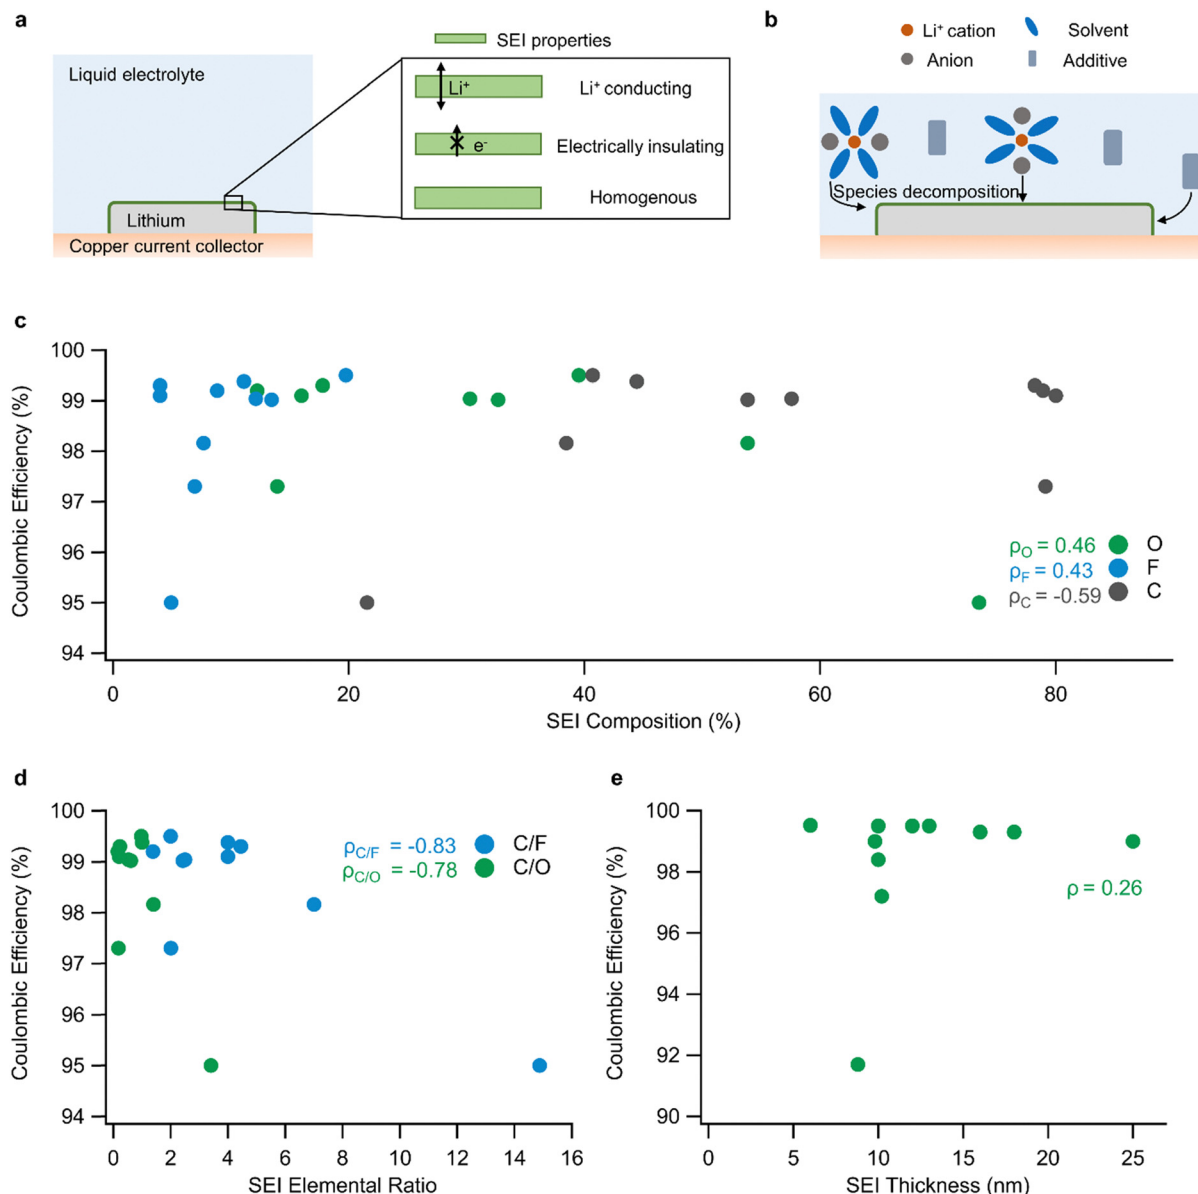 a
SEI properties
Liquid electrolyte
Li⁺
Li⁺ conducting
e⁻
Electrically insulating
Homogenous
Lithium
Copper current collector
b
Li⁺ cation
Solvent
Anion
Additive
Species decomposition
c
Coulombic Efficiency (%)
100
99
98
97
96
95
94
ρO = 0.46 O
ρF = 0.43 F
ρC = -0.59 C
0 20 40 60 80
SEI Composition (%)
d
Coulombic Efficiency (%)
100
99
98
97
96
95
94
ρC/F = -0.83 C/F
ρC/O = -0.78 C/O
0 2 4 6 8 10 12 14 16
SEI Elemental Ratio
e
Coulombic Efficiency (%)
100
98
96
94
92
90
ρ = 0.26
0 5 10 15 20 25
SEI Thickness (nm)